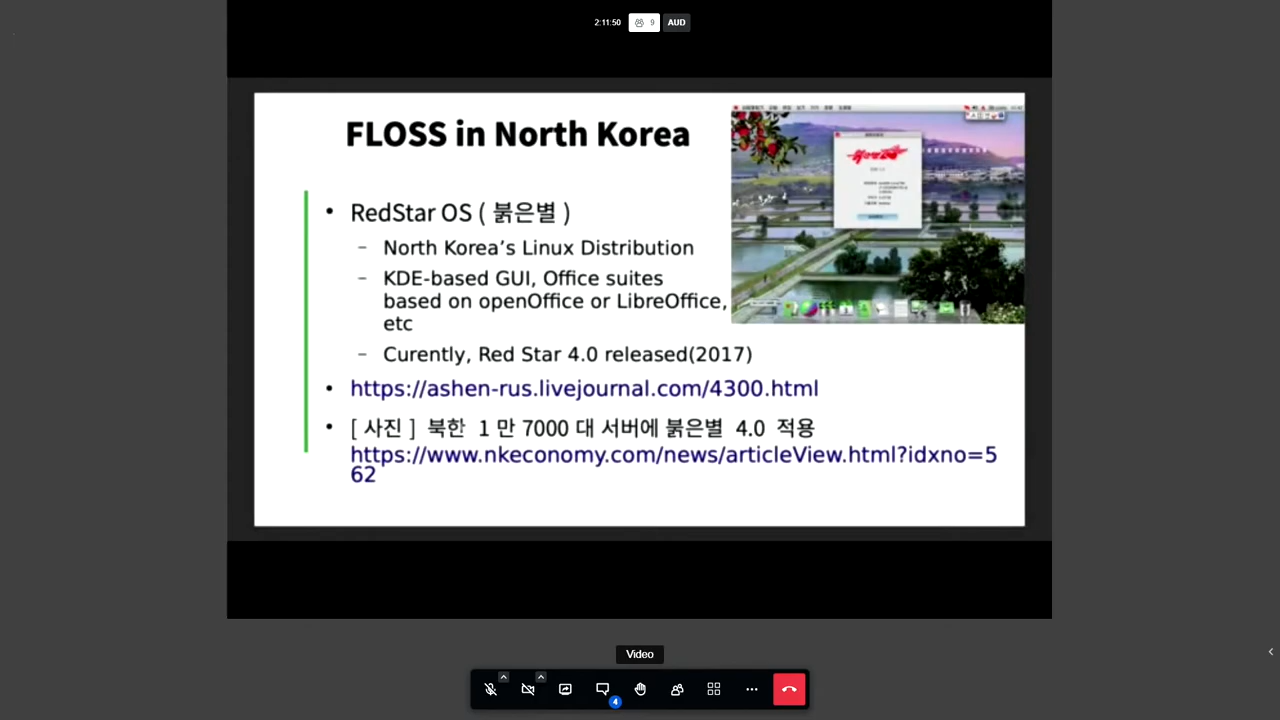 2:11:50 9 AUD
FLOSS in North Korea
• RedStar OS ( 붉은별 )
– North Korea’s Linux Distribution
– KDE-based GUI, Office suites
based on openOffice or LibreOffice,
etc
– Curently, Red Star 4.0 released(2017)
• https://ashen-rus.livejournal.com/4300.html
• [ 사진 ] 북한 1 만 7000 대 서버에 붉은별 4.0 적용
https://www.nkeconomy.com/news/articleView.html?idxno=5
62
Video
4